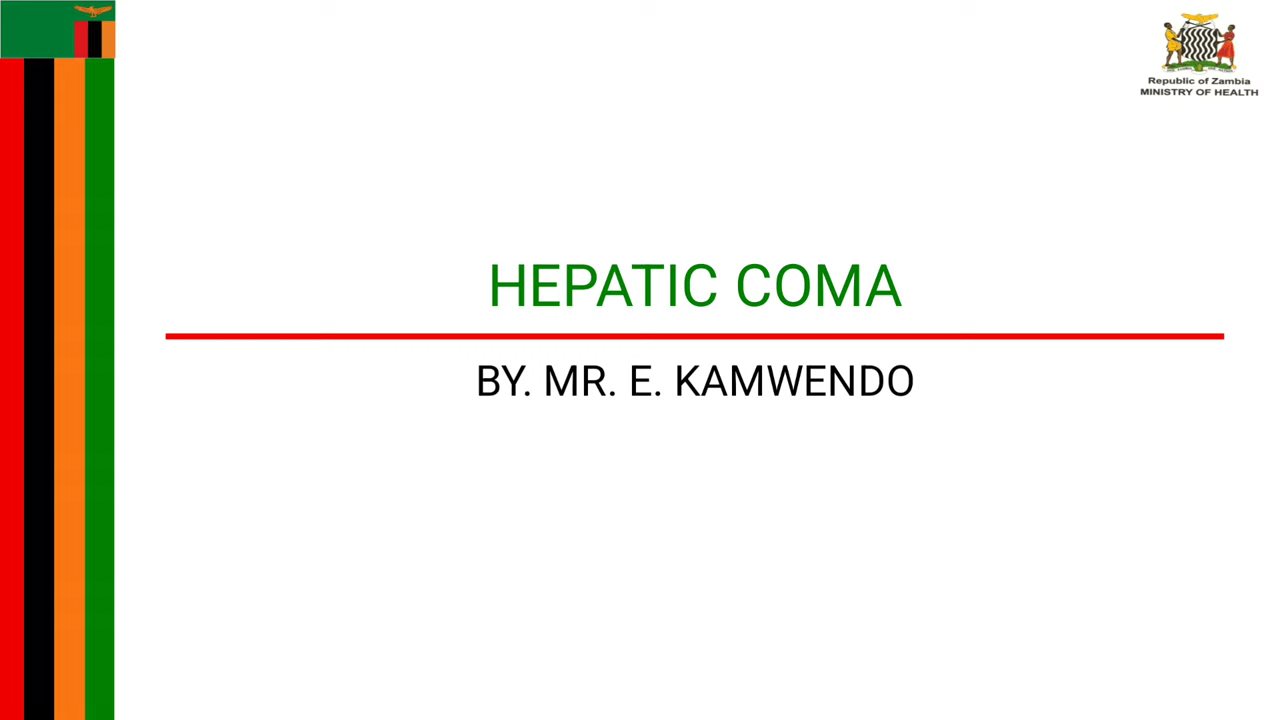 Republic of Zambia
MINISTRY OF HEALTH
HEPATIC COMA
BY. MR. E. KAMWENDO